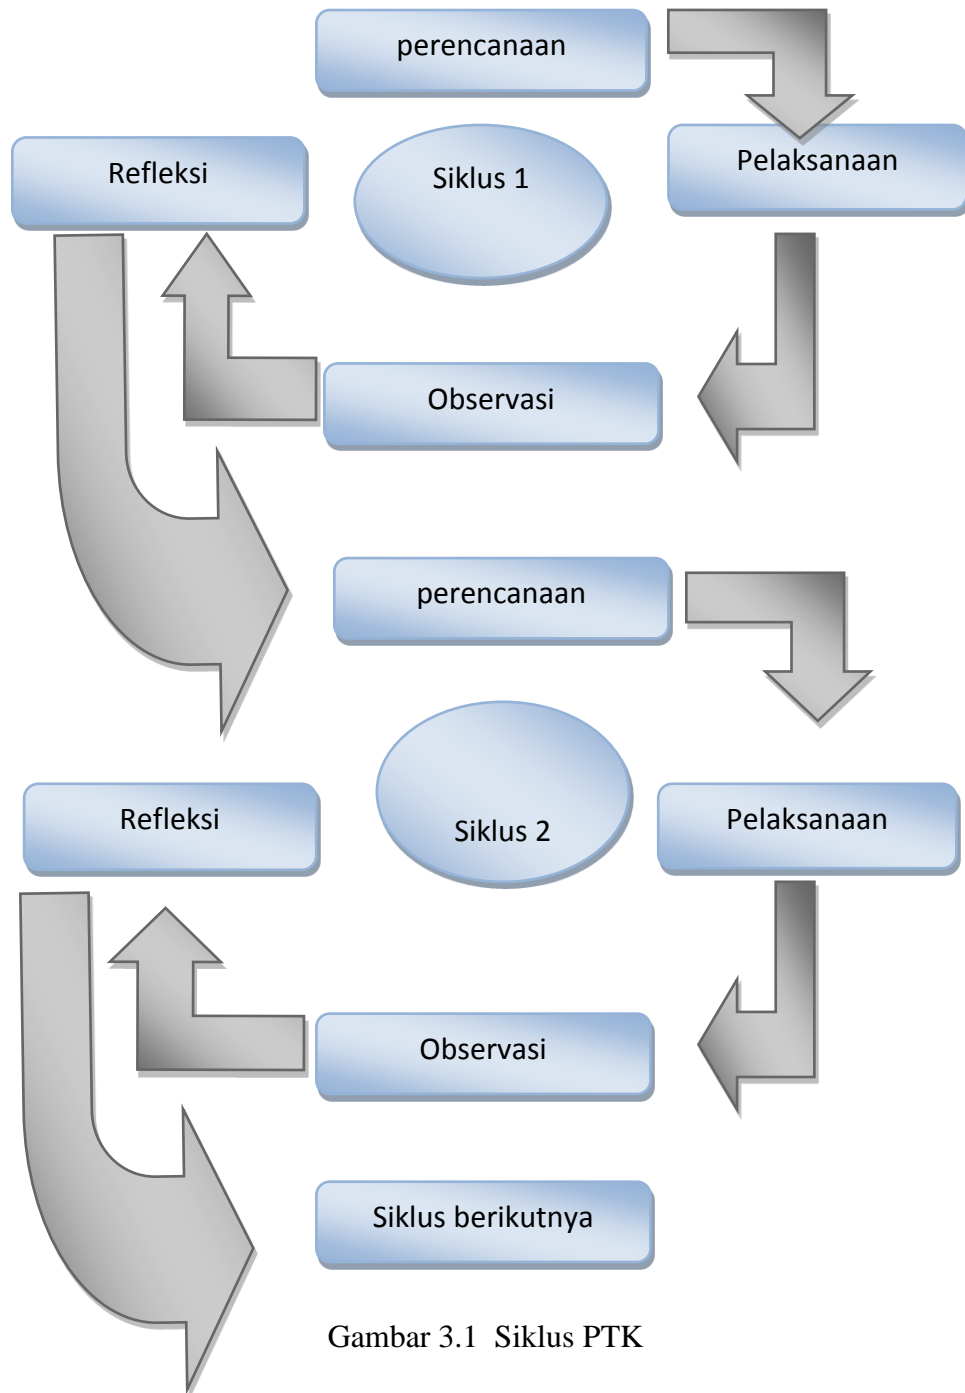 perencanaan
Refleksi
Siklus 1
Pelaksanaan
Observasi
perencanaan
Refleksi
Siklus 2
Pelaksanaan
Observasi
Siklus berikutnya
Gambar 3.1  Siklus PTK